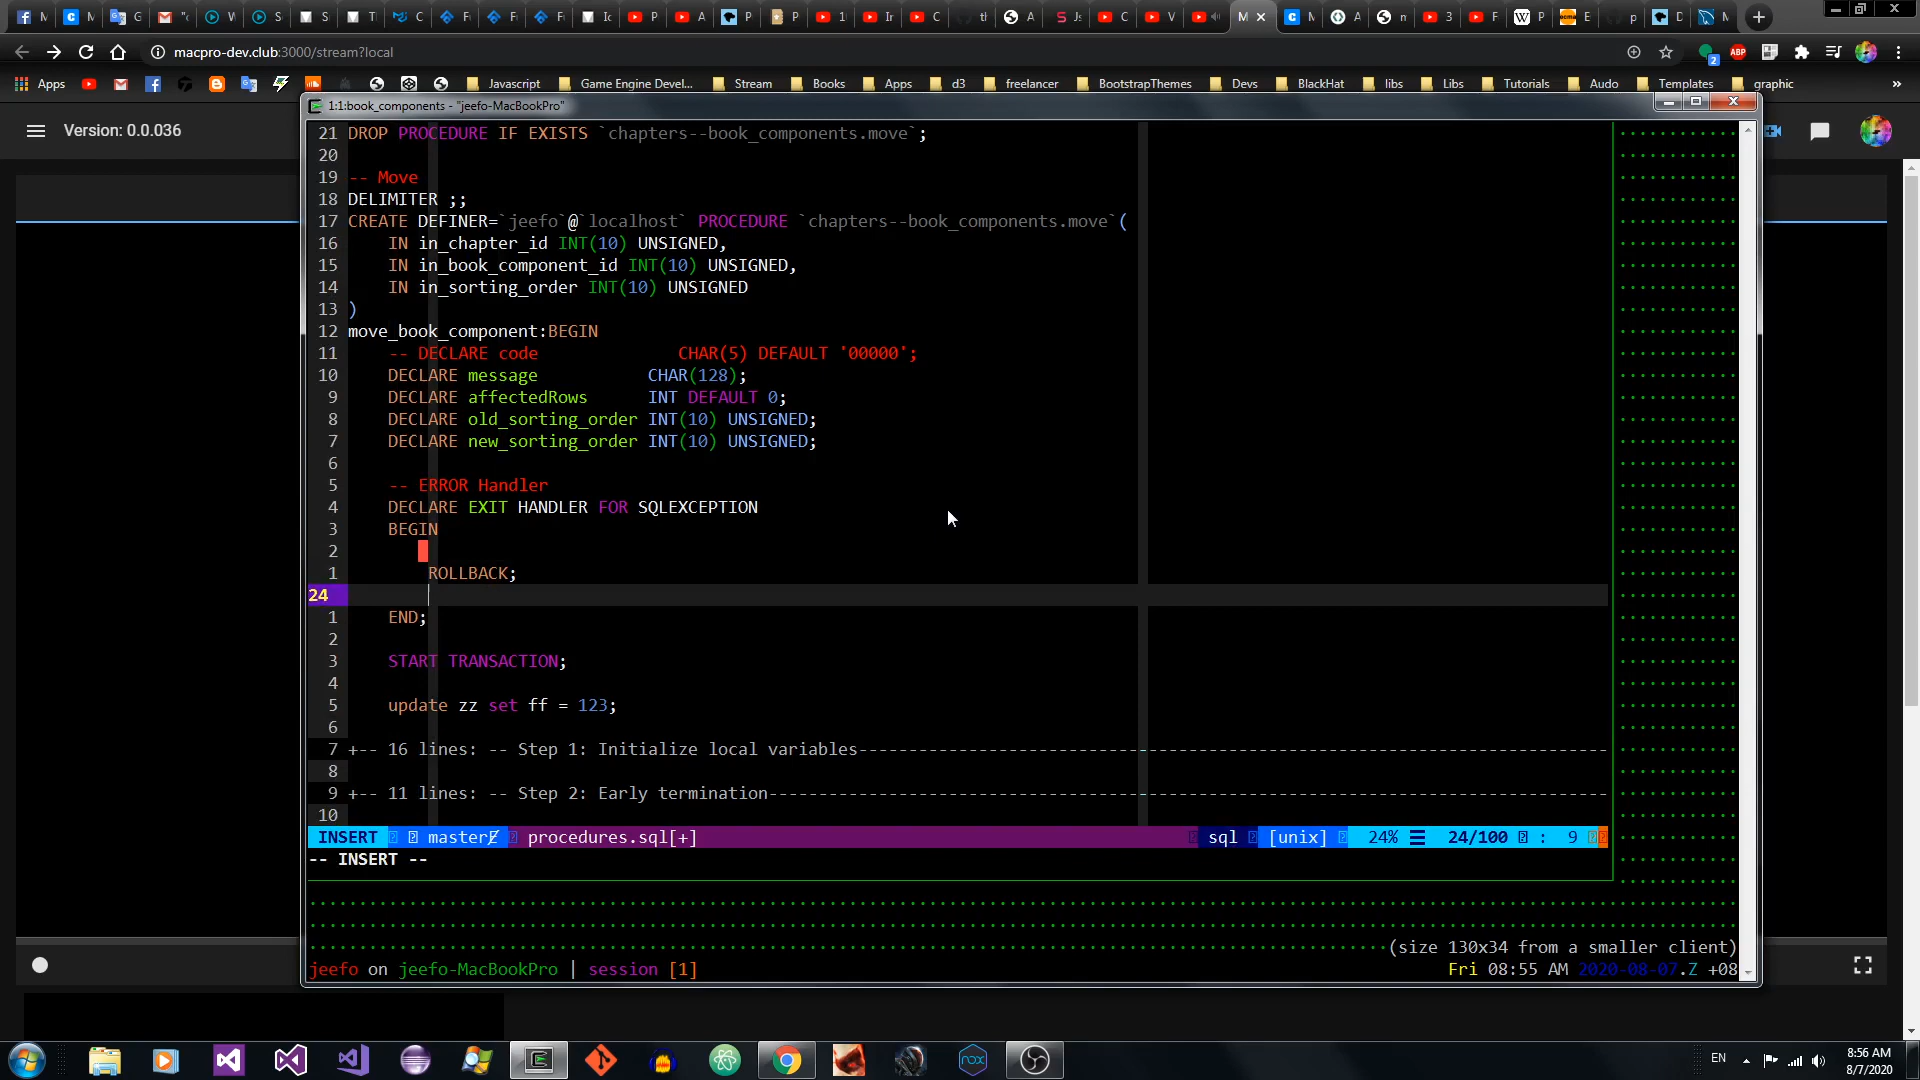 macpro-dev.club:3000/stream?local
Apps
Javascript
Game Engine Devel...
Stream
Books
Apps
d3
freelancer
BootstrapThemes
Devs
BlackHat
libs
Libs
Tutorials
Audo
Templates
graphic
»
Version: 0.0.036
1:1:book_components - "jeefo-MacBookPro"
21 DROP PROCEDURE IF EXISTS `chapters--book_components.move`;
20
19 -- Move
18 DELIMITER ;;
17 CREATE DEFINER=`jeefo`@`localhost` PROCEDURE `chapters--book_components.move`(
16 IN in_chapter_id INT(10) UNSIGNED,
15 IN in_book_component_id INT(10) UNSIGNED,
14 IN in_sorting_order INT(10) UNSIGNED
13 )
12 move_book_component:BEGIN
11 -- DECLARE code CHAR(5) DEFAULT '00000';
10 DECLARE message CHAR(128);
9 DECLARE affectedRows INT DEFAULT 0;
8 DECLARE old_sorting_order INT(10) UNSIGNED;
7 DECLARE new_sorting_order INT(10) UNSIGNED;
6
5 -- ERROR Handler
4 DECLARE EXIT HANDLER FOR SQLEXCEPTION
3 BEGIN
2
1 ROLLBACK;
24
1 END;
2
3 START TRANSACTION;
4
5 update zz set ff = 123;
6
7 +-- 16 lines: -- Step 1: Initialize local variables---
8
9 +-- 11 lines: -- Step 2: Early termination---
10
INSERT master procedures.sql[+] sql [unix] 24% 24/100 : 9
-- INSERT --
(size 130x34 from a smaller client)
jeefo on jeefo-MacBookPro | session [1] Fri 08:55 AM 2020-08-07.Z +08
EN
8:56 AM
8/7/2020